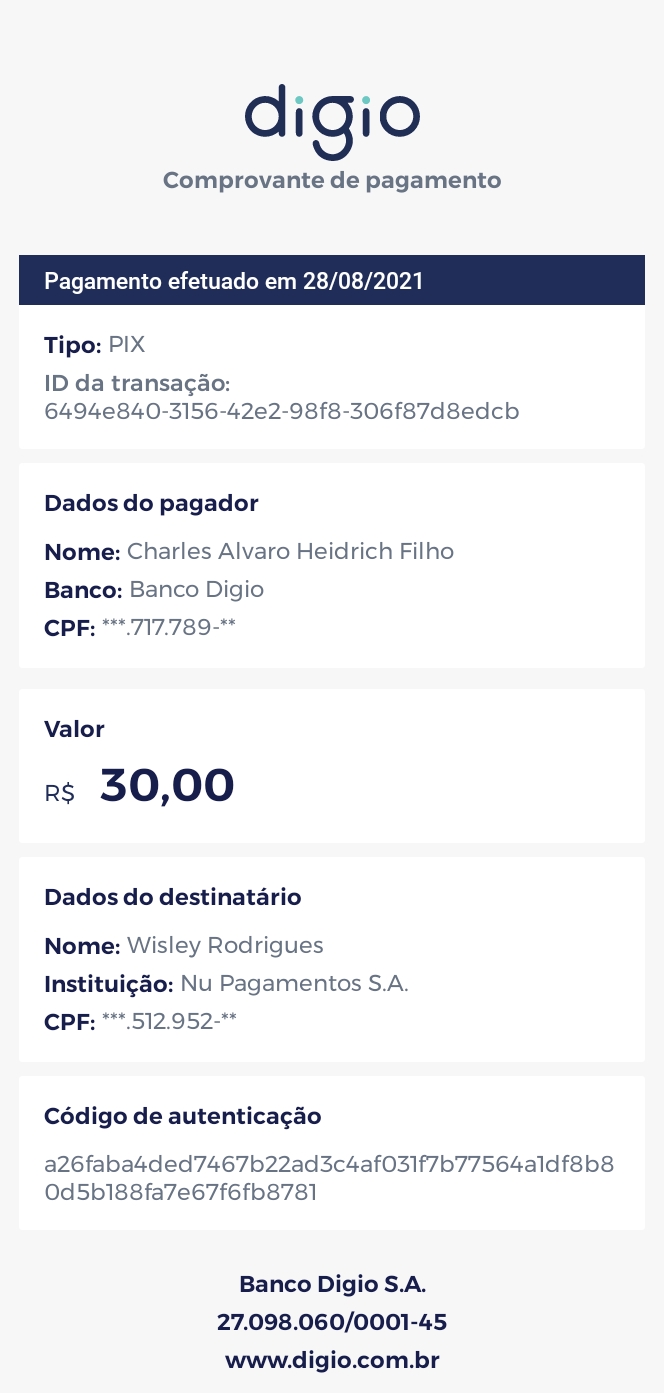 digio
Comprovante de pagamento
Pagamento efetuado em 28/08/2021
Tipo: PIX
ID da transação:
6494e840-3156-42e2-98f8-306f87d8edcb
Dados do pagador
Nome: Charles Alvaro Heidrich Filho
Banco: Banco Digio
CPF: ***.717.789-**
Valor
R$ 30,00
Dados do destinatário
Nome: Wisley Rodrigues
Instituição: Nu Pagamentos S.A.
CPF: ***.512.952-**
Código de autenticação
a26faba4ded7467b22ad3c4af031f7b77564a1df8b8
0d5b188fa7e67f6fb8781
Banco Digio S.A.
27.098.060/0001-45
www.digio.com.br